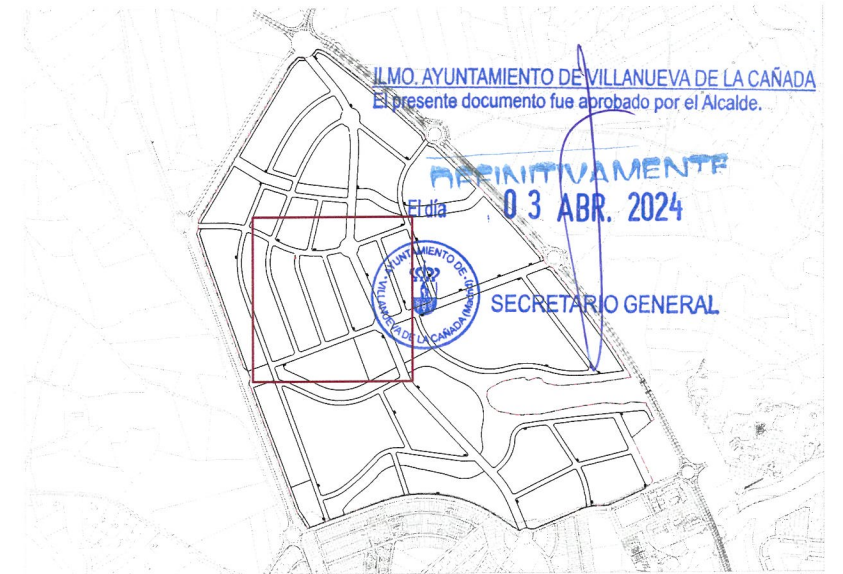 ILMO. AYUNTAMIENTO DE VILLANUEVA DE LA CAÑADA
El presente documento fue aprobado por el Alcalde.
DEFINITIVAMENTE
El día 03 ABR. 2024
· AYUNTAMIENTO DE · VILLANUEVA DE LA CAÑADA (Madrid)
SECRETARIO GENERAL